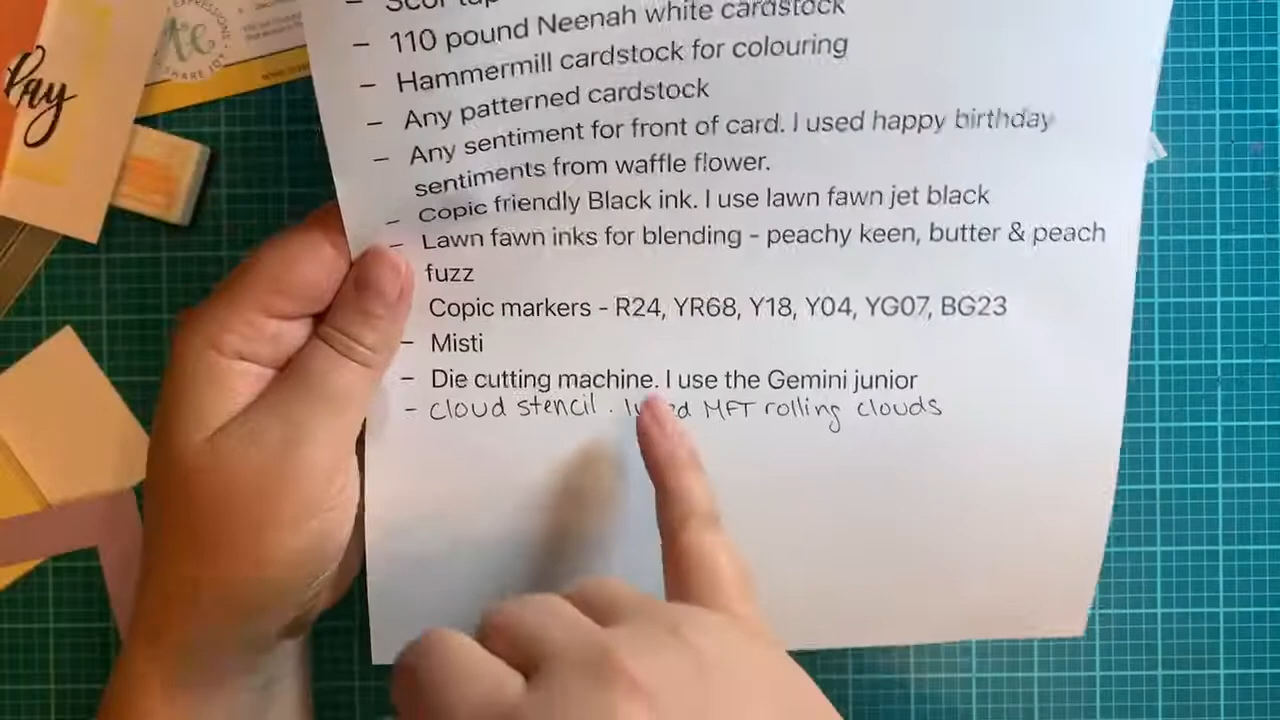 - Scor tap
- 110 pound Neenah white cardstock
- Hammermill cardstock for colouring
- Any patterned cardstock
- Any sentiment for front of card. I used happy birthday
sentiments from waffle flower.
- Copic friendly Black ink. I use lawn fawn jet black
- Lawn fawn inks for blending - peachy keen, butter & peach
fuzz
Copic markers - R24, YR68, Y18, Y04, YG07, BG23
- Misti
- Die cutting machine. I use the Gemini junior
- cloud stencil. MFT rolling clouds